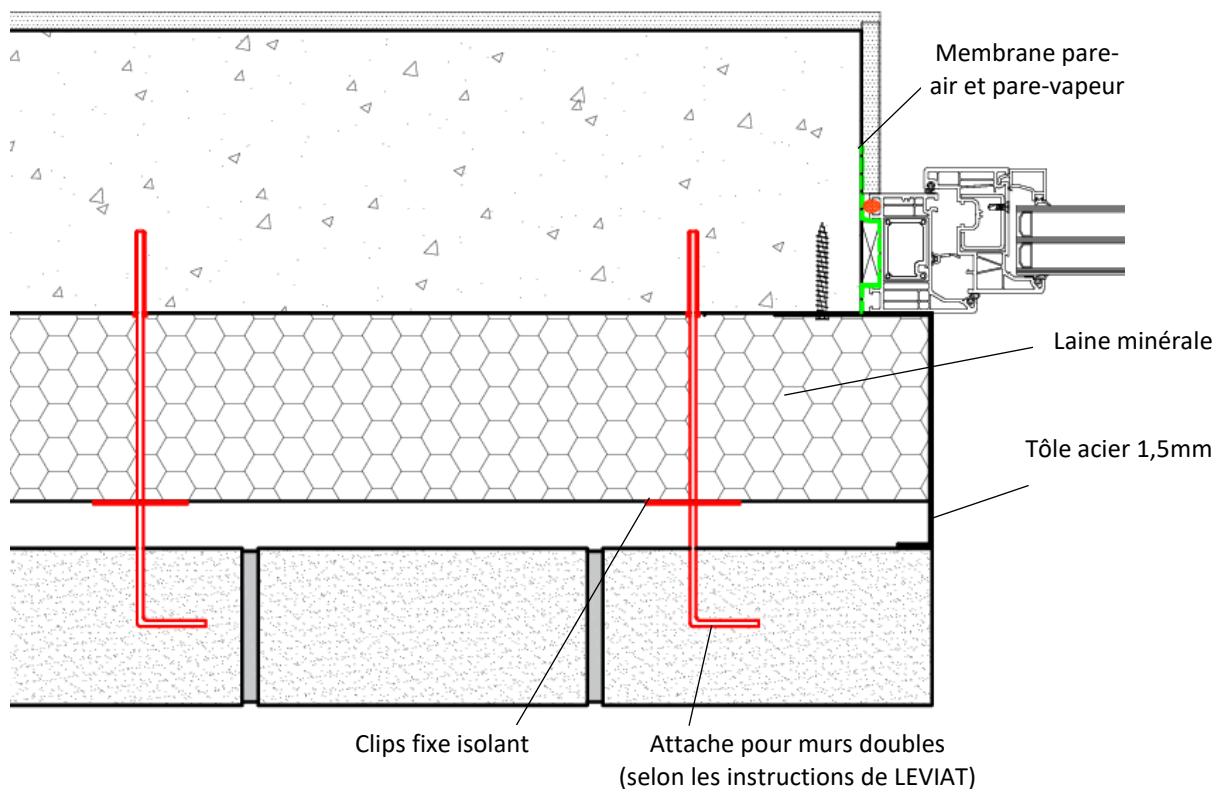 Membrane pare-
air et pare-vapeur
Laine minérale
Tôle acier 1,5mm
Clips fixe isolant
Attache pour murs doubles
(selon les instructions de LEVIAT)